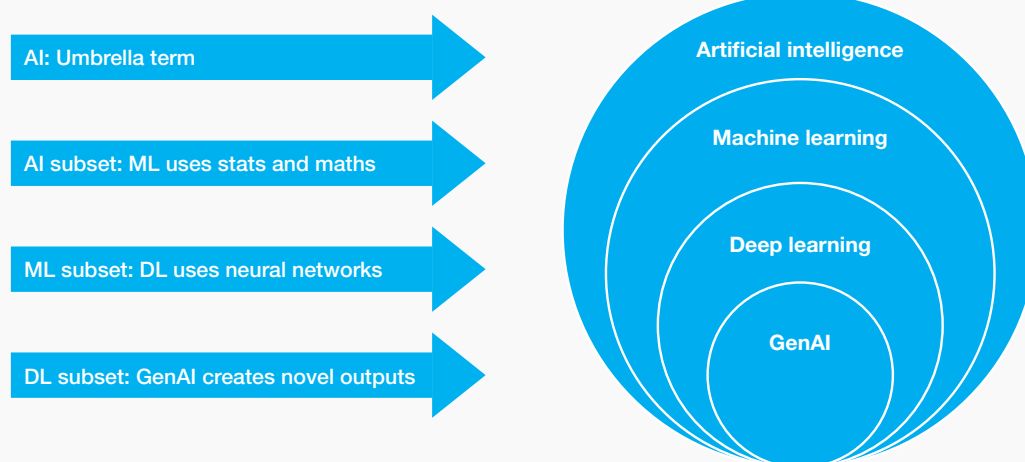 AI: Umbrella term
AI subset: ML uses stats and maths
ML subset: DL uses neural networks
DL subset: GenAI creates novel outputs
Artificial intelligence
Machine learning
Deep learning
GenAI